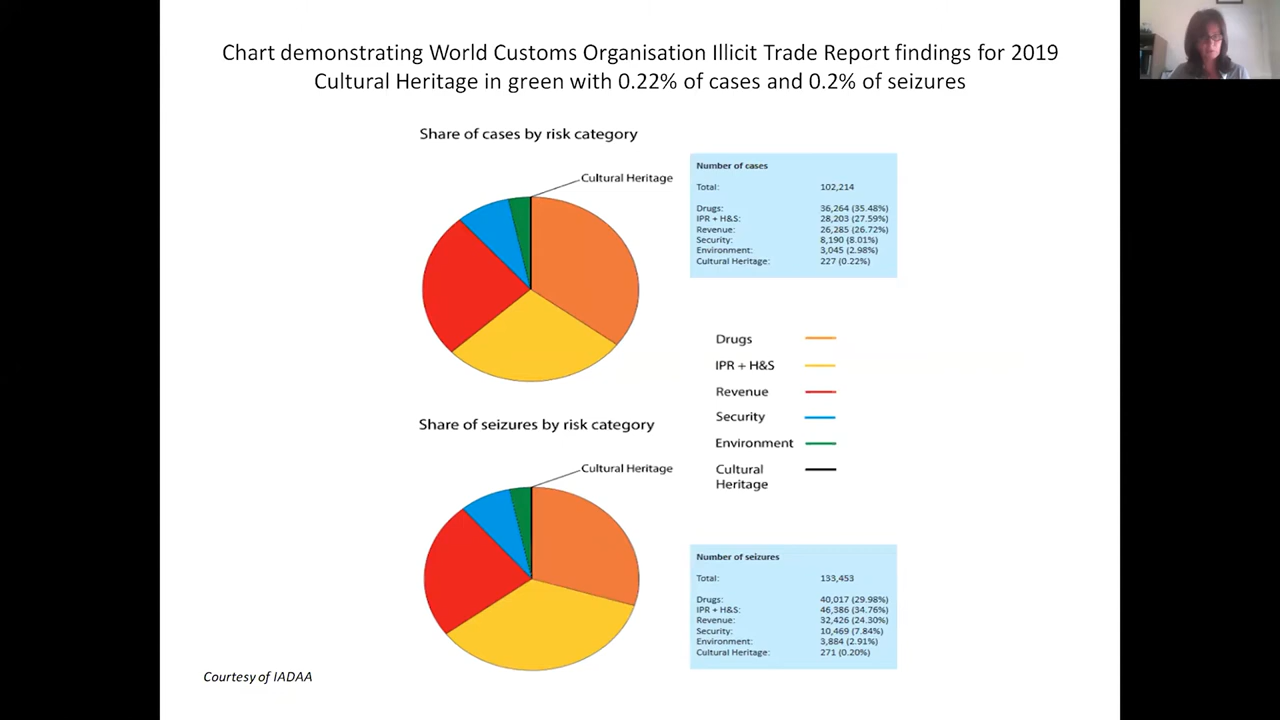 Chart demonstrating World Customs Organisation Illicit Trade Report findings for 2019
Cultural Heritage in green with 0.22% of cases and 0.2% of seizures
Share of cases by risk category
Cultural Heritage
Number of cases
Total: 102,214
Drugs: 36,264 (35.48%)
IPR + H&S: 28,203 (27.59%)
Revenue: 26,285 (26.72%)
Security: 8,190 (8.01%)
Environment: 3,045 (2.98%)
Cultural Heritage: 227 (0.22%)
Drugs
IPR + H&S
Revenue
Security
Environment
Cultural
Heritage
Share of seizures by risk category
Cultural Heritage
Number of seizures
Total: 133,453
Drugs: 40,017 (29.98%)
IPR + H&S: 46,386 (34.76%)
Revenue: 32,426 (24.30%)
Security: 10,469 (7.84%)
Environment: 3,884 (2.91%)
Cultural Heritage: 271 (0.20%)
Courtesy of IADAA